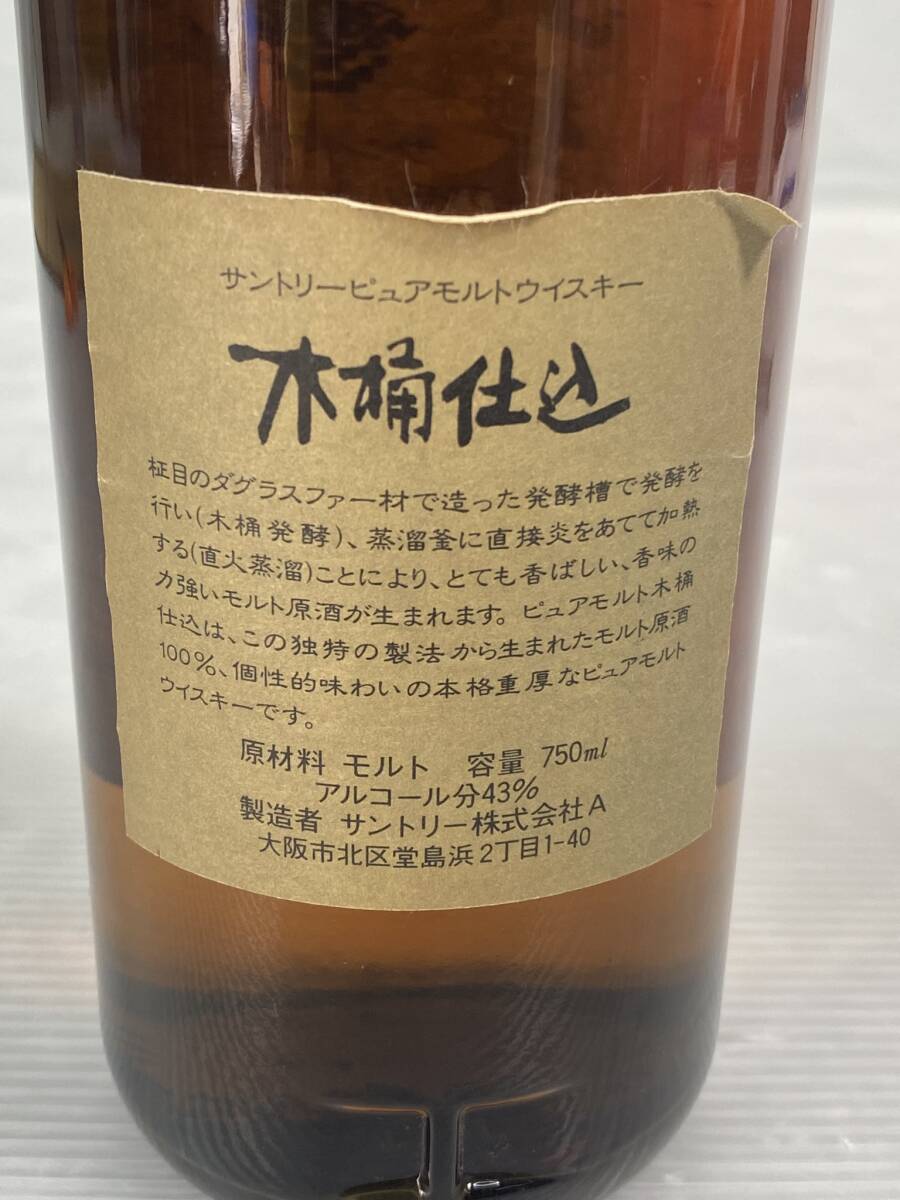 サントリーピュアモルトウイスキー
木桶仕込
柾目のダグラスファー材で造った発酵槽で発酵を
行い(木桶発酵)、蒸溜釜に直接炎をあてて加熱
する(直火蒸溜)ことにより、とても香ばしい、香味の
力強いモルト原酒が生まれます。ピュアモルト木桶
仕込は、この独特の製法から生まれたモルト原酒
100%、個性的味わいの本格重厚なピュアモルト
ウイスキーです。
原材料 モルト 容量 750ml
アルコール分43%
製造者 サントリー株式会社A
大阪市北区堂島浜2丁目1-40